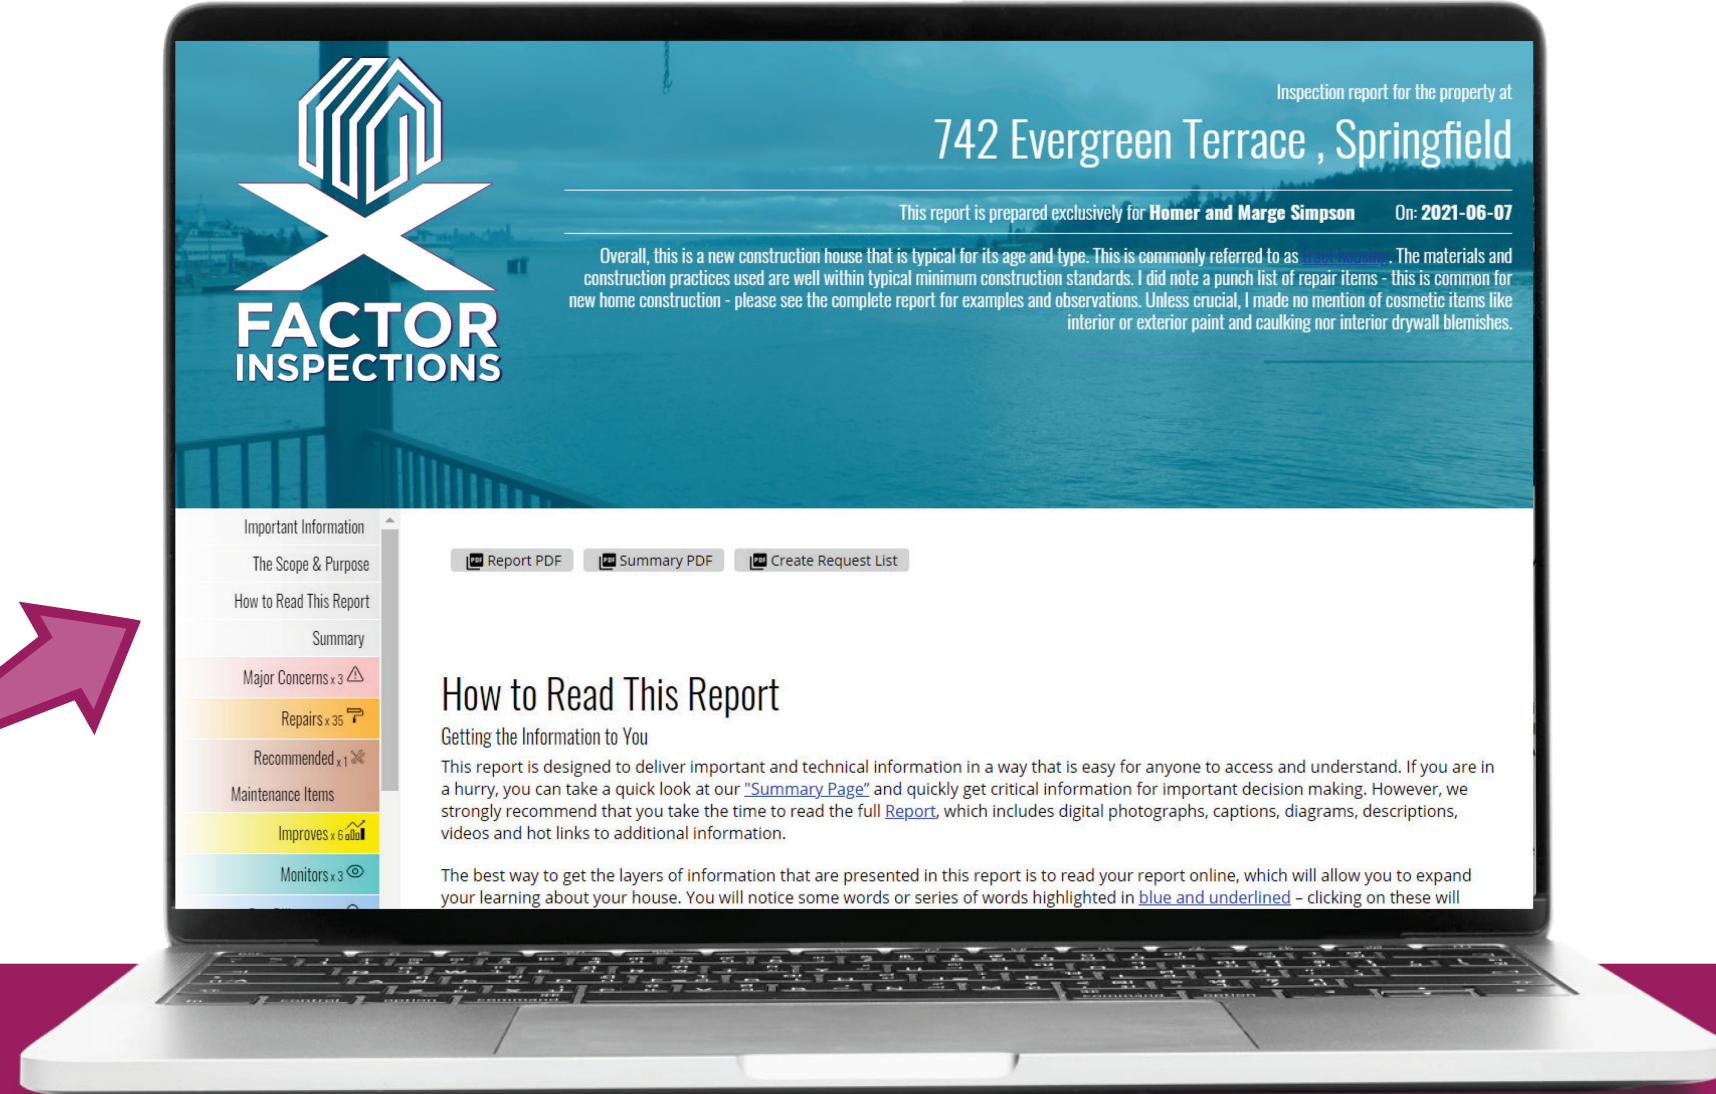 FACTOR
INSPECTIONS
Inspection report for the property at
742 Evergreen Terrace , Springfield
This report is prepared exclusively for Homer and Marge Simpson On: 2021-06-07
Overall, this is a new construction house that is typical for its age and type. This is commonly referred to as tract housing. The materials and
construction practices used are well within typical minimum construction standards. I did note a punch list of repair items - this is common for
new home construction - please see the complete report for examples and observations. Unless crucial, I made no mention of cosmetic items like
interior or exterior paint and caulking nor interior drywall blemishes.
Important Information
The Scope & Purpose
How to Read This Report
Summary
Major Concerns x 3
Repairs x 35
Recommended x 1
Maintenance Items
Improves x 6
Monitors x 3
Report PDF
Summary PDF
Create Request List
How to Read This Report
Getting the Information to You
This report is designed to deliver important and technical information in a way that is easy for anyone to access and understand. If you are in
a hurry, you can take a quick look at our "Summary Page" and quickly get critical information for important decision making. However, we
strongly recommend that you take the time to read the full Report, which includes digital photographs, captions, diagrams, descriptions,
videos and hot links to additional information.
The best way to get the layers of information that are presented in this report is to read your report online, which will allow you to expand
your learning about your house. You will notice some words or series of words highlighted in blue and underlined – clicking on these will
control option command command option